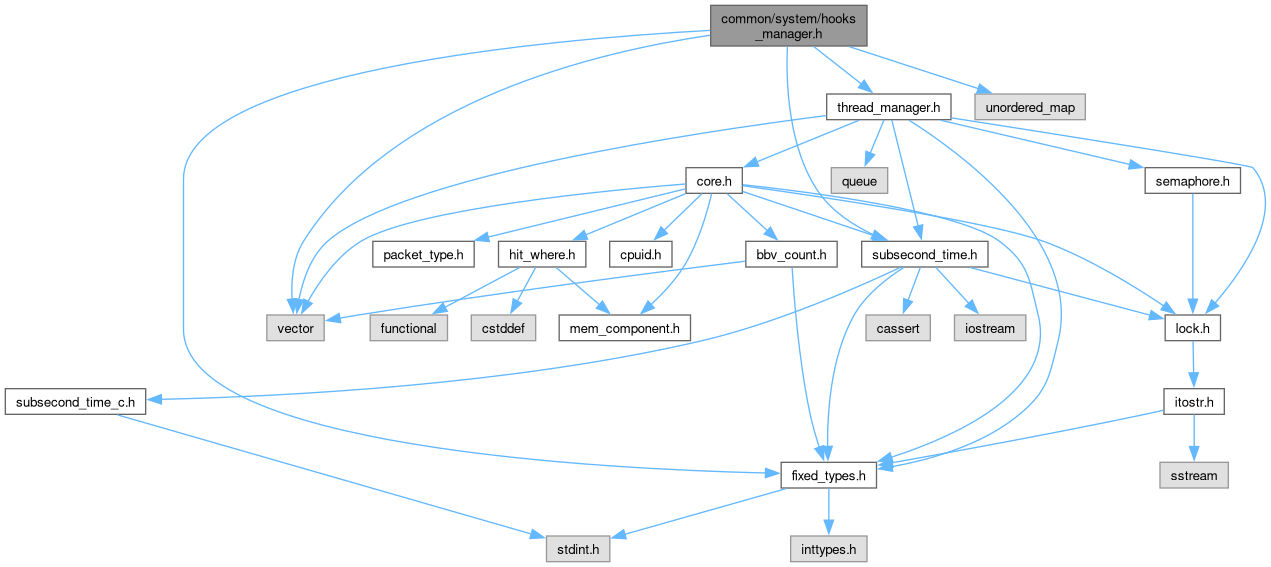 common/system/hooks
_manager.h
thread_manager.h
unordered_map
core.h
queue
semaphore.h
packet_type.h
hit_where.h
cpuid.h
bbv_count.h
subsecond_time.h
vector
functional
cstddef
mem_component.h
cassert
iostream
lock.h
subsecond_time_c.h
itostr.h
fixed_types.h
sstream
stdint.h
inttypes.h